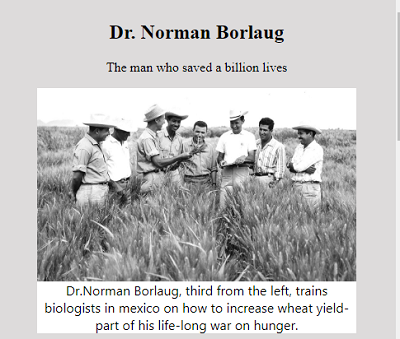 Dr. Norman Borlaug
The man who saved a billion lives
Dr.Norman Borlaug, third from the left, trains
biologists in mexico on how to increase wheat yield-
part of his life-long war on hunger.